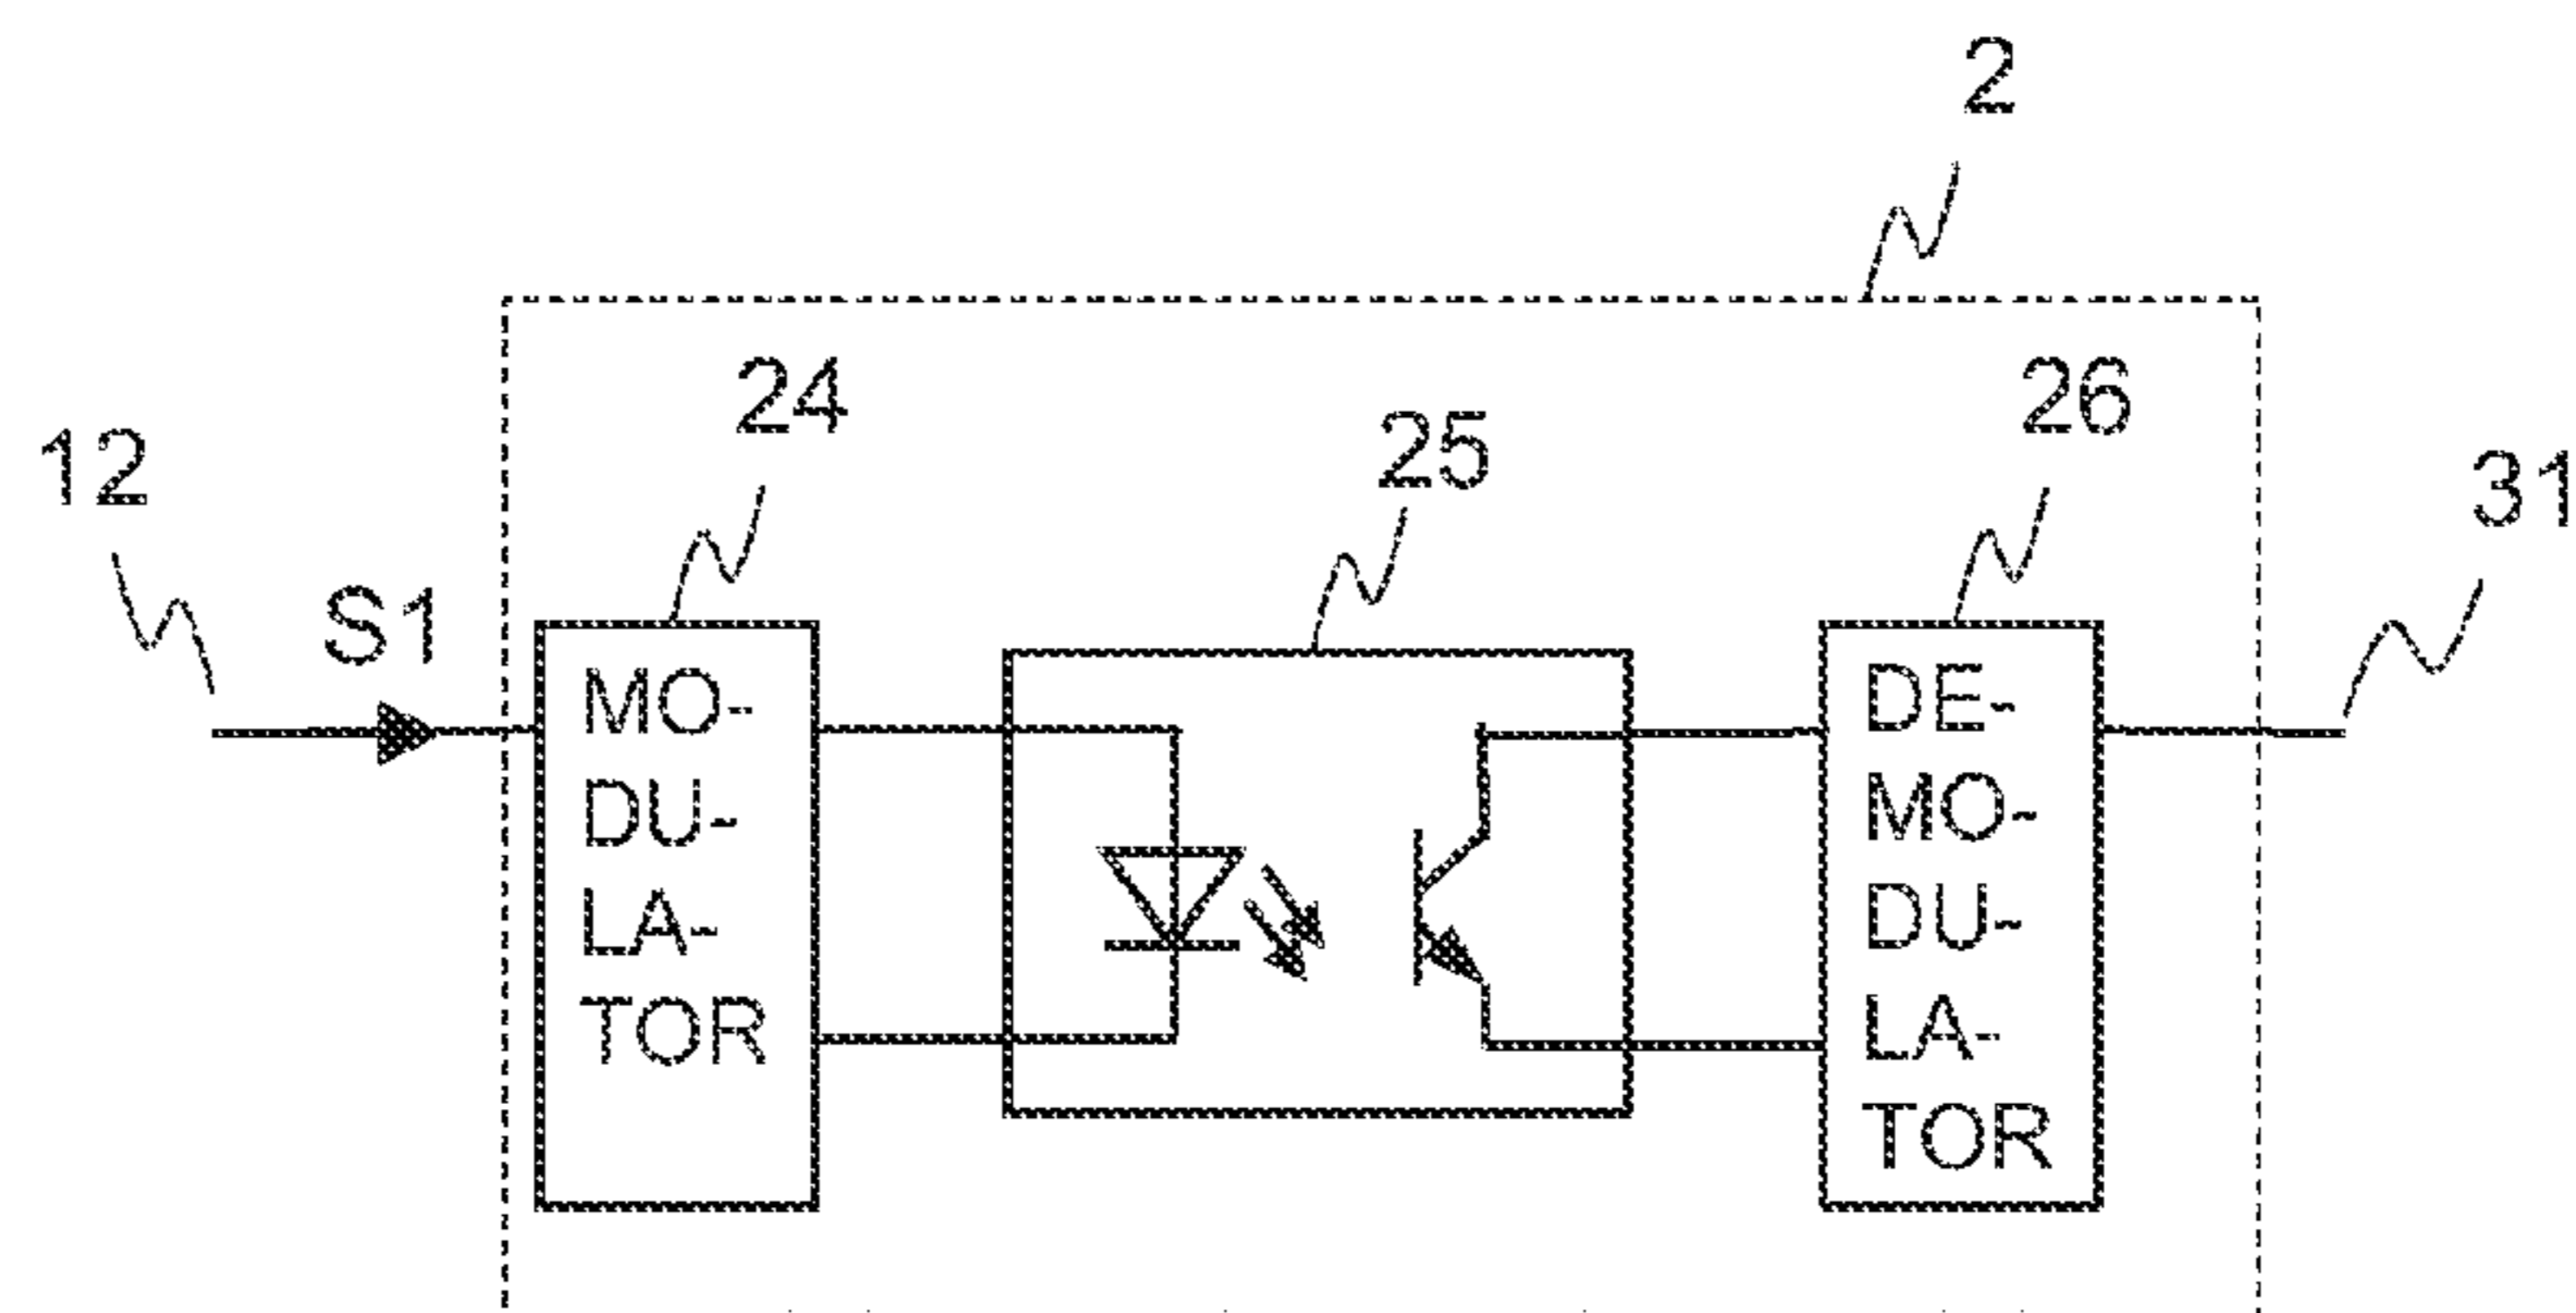 2
24
26
25
12
31
S1
MO-
DU-
LA-
TOR
DE-
MO-
DU-
LA-
TOR